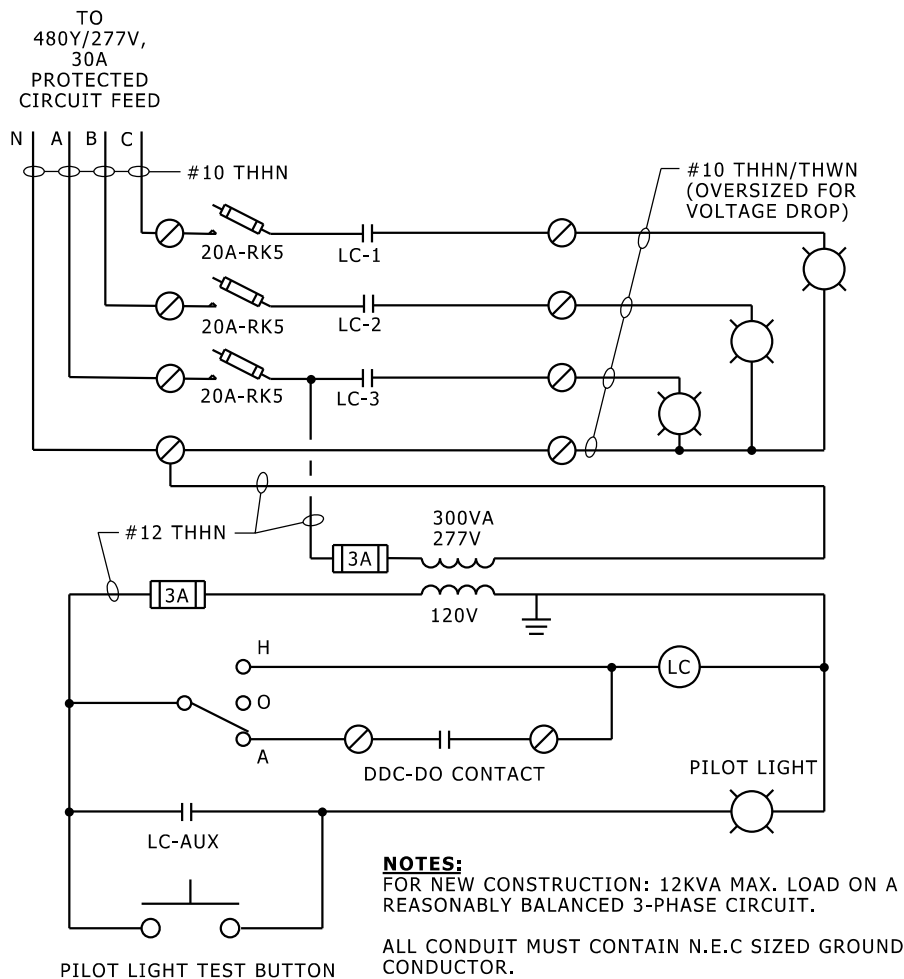 TO
480Y/277V,
30A
PROTECTED
CIRCUIT FEED
N A B C
#10 THHN
#10 THHN/THWN
(OVERSIZED FOR
VOLTAGE DROP)
20A-RK5
LC-1
20A-RK5
LC-2
20A-RK5
LC-3
#12 THHN
300VA
277V
3A
3A
120V
H
LC
O
A
DDC-DO CONTACT
PILOT LIGHT
LC-AUX
NOTES:
FOR NEW CONSTRUCTION: 12KVA MAX. LOAD ON A
REASONABLY BALANCED 3-PHASE CIRCUIT.
ALL CONDUIT MUST CONTAIN N.E.C SIZED GROUND
CONDUCTOR.
PILOT LIGHT TEST BUTTON